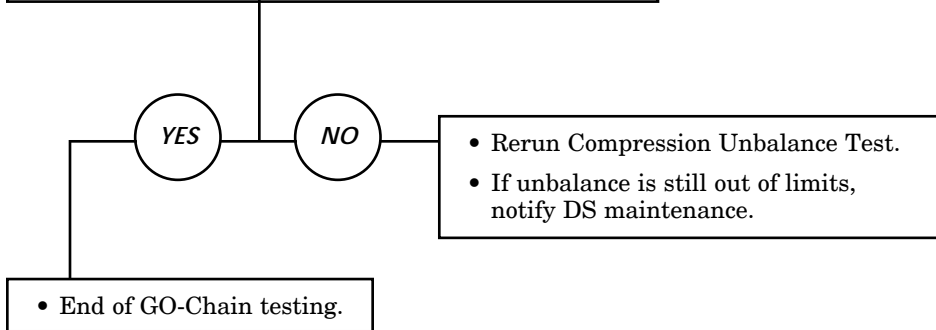 YES
NO
• Rerun Compression Unbalance Test.
• If unbalance is still out of limits,
notify DS maintenance.
• End of GO-Chain testing.